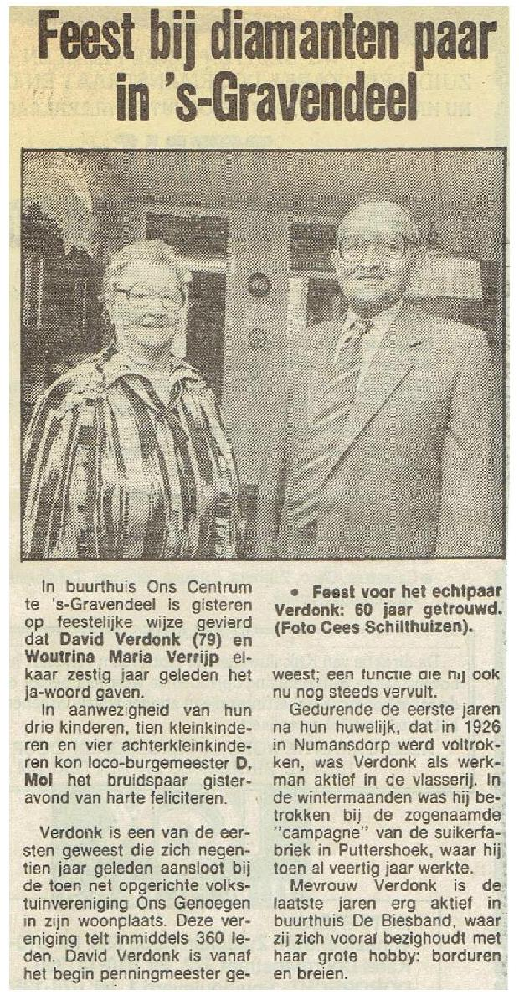 Feest bij diamanten paar
in 's-Gravendeel
In buurthuis Ons Centrum
te 's-Gravendeel is gisteren
op feestelijke wijze gevierd
dat David Verdonk (79) en
Woutrina Maria Verrijp el-
kaar zestig jaar geleden het
ja-woord gaven.
In aanwezigheid van hun
drie kinderen, tien kleinkinde-
ren en vier achterkleinkinde-
ren kon loco-burgemeester D.
Mol het bruidspaar gister-
avond van harte feliciteren.
Verdonk is een van de eer-
sten geweest die zich negen-
tien jaar geleden aansloot bij
de toen net opgerichte volks-
tuinvereniging Ons Genoegen
in zijn woonplaats. Deze ver-
eniging telt inmiddels 360 le-
den. David Verdonk is vanaf
het begin penningmeester ge-
• Feest voor het echtpaar
Verdonk: 60 jaar getrouwd.
(Foto Cees Schilthuizen).
weest; een functie die hij ook
nu nog steeds vervult.
Gedurende de eerste jaren
na hun huwelijk, dat in 1926
in Numansdorp werd voltrok-
ken, was Verdonk als werk-
man aktief in de vlasserij. In
de wintermaanden was hij be-
trokken bij de zogenaamde
"campagne" van de suikerfa-
briek in Puttershoek, waar hij
toen al veertig jaar werkte.
Mevrouw Verdonk is de
laatste jaren erg aktief in
buurthuis De Biesband, waar
zij zich vooral bezighoudt met
haar grote hobby: borduren
en breien.